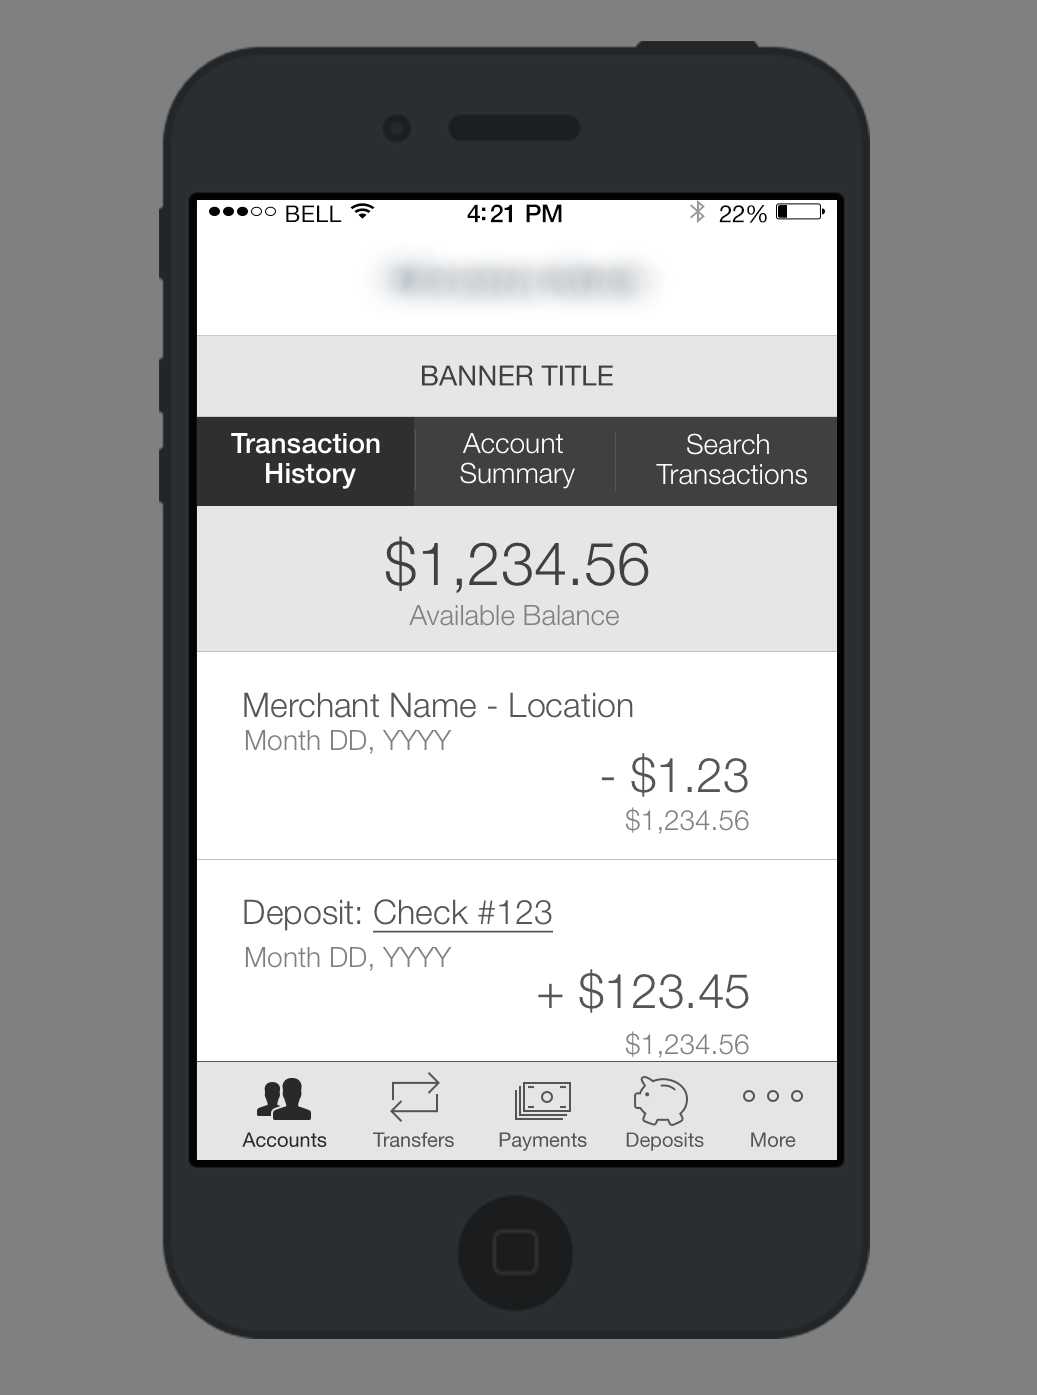 BELL 4:21 PM 22%
BANNER TITLE
Transaction
History
Account
Summary
Search
Transactions
$1,234.56
Available Balance
Merchant Name - Location
Month DD, YYYY
- $1.23
$1,234.56
Deposit: Check #123
Month DD, YYYY
+ $123.45
$1,234.56
Accounts Transfers Payments Deposits More